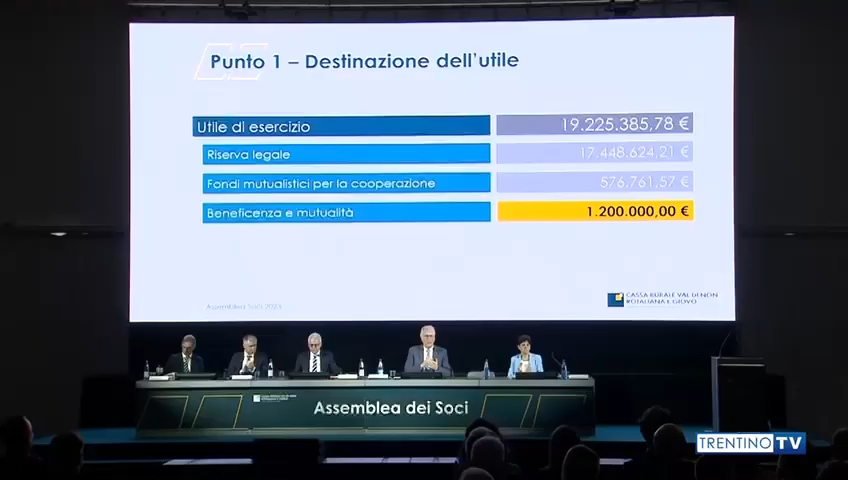 Punto 1 – Destinazione dell'utile
Utile di esercizio 19.225.385,78 €
Riserva legale 17.448.624,21 €
Fondi mutualistici per la cooperazione 576.761,57 €
Beneficenza e mutualità 1.200.000,00 €
Assemblea Soci
CASSA RURALE VAL DI NON
ROTALIANA E GIOVO
Assemblea dei Soci
TRENTINO TV